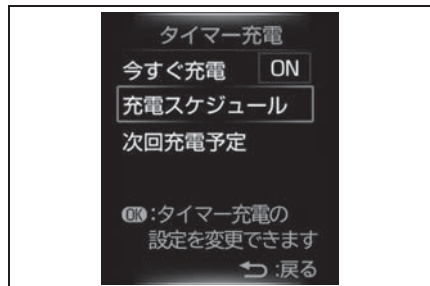 タイマー充電
今すぐ充電 ON
充電スケジュール
次回充電予定
OK:タイマー充電の
設定を変更できます
:戻る